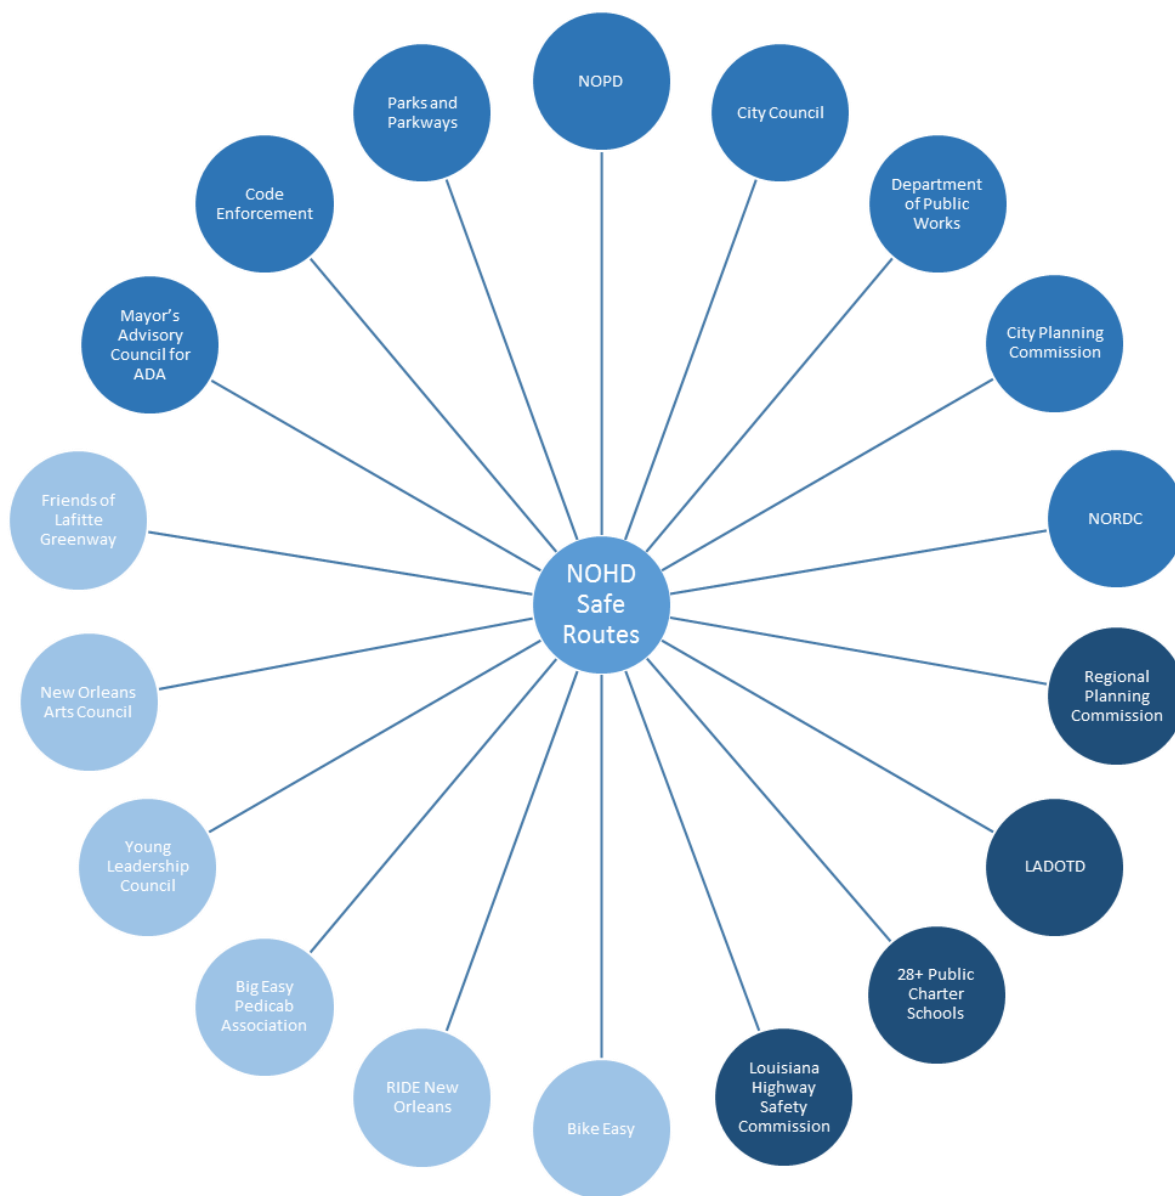 NOPD
City Council
Department
of Public
Works
City Planning
Commission
NORDC
Regional
Planning
Commission
LADOTD
28+ Public
Charter
Schools
Louisiana
Highway
Safety
Commission
Bike Easy
RIDE New
Orleans
Big Easy
Pedicab
Association
Young
Leadership
Council
New Orleans
Arts Council
Friends of
Lafitte
Greenway
Mayor’s
Advisory
Council for
ADA
Code
Enforcement
Parks and
Parkways
NOHD
Safe
Routes